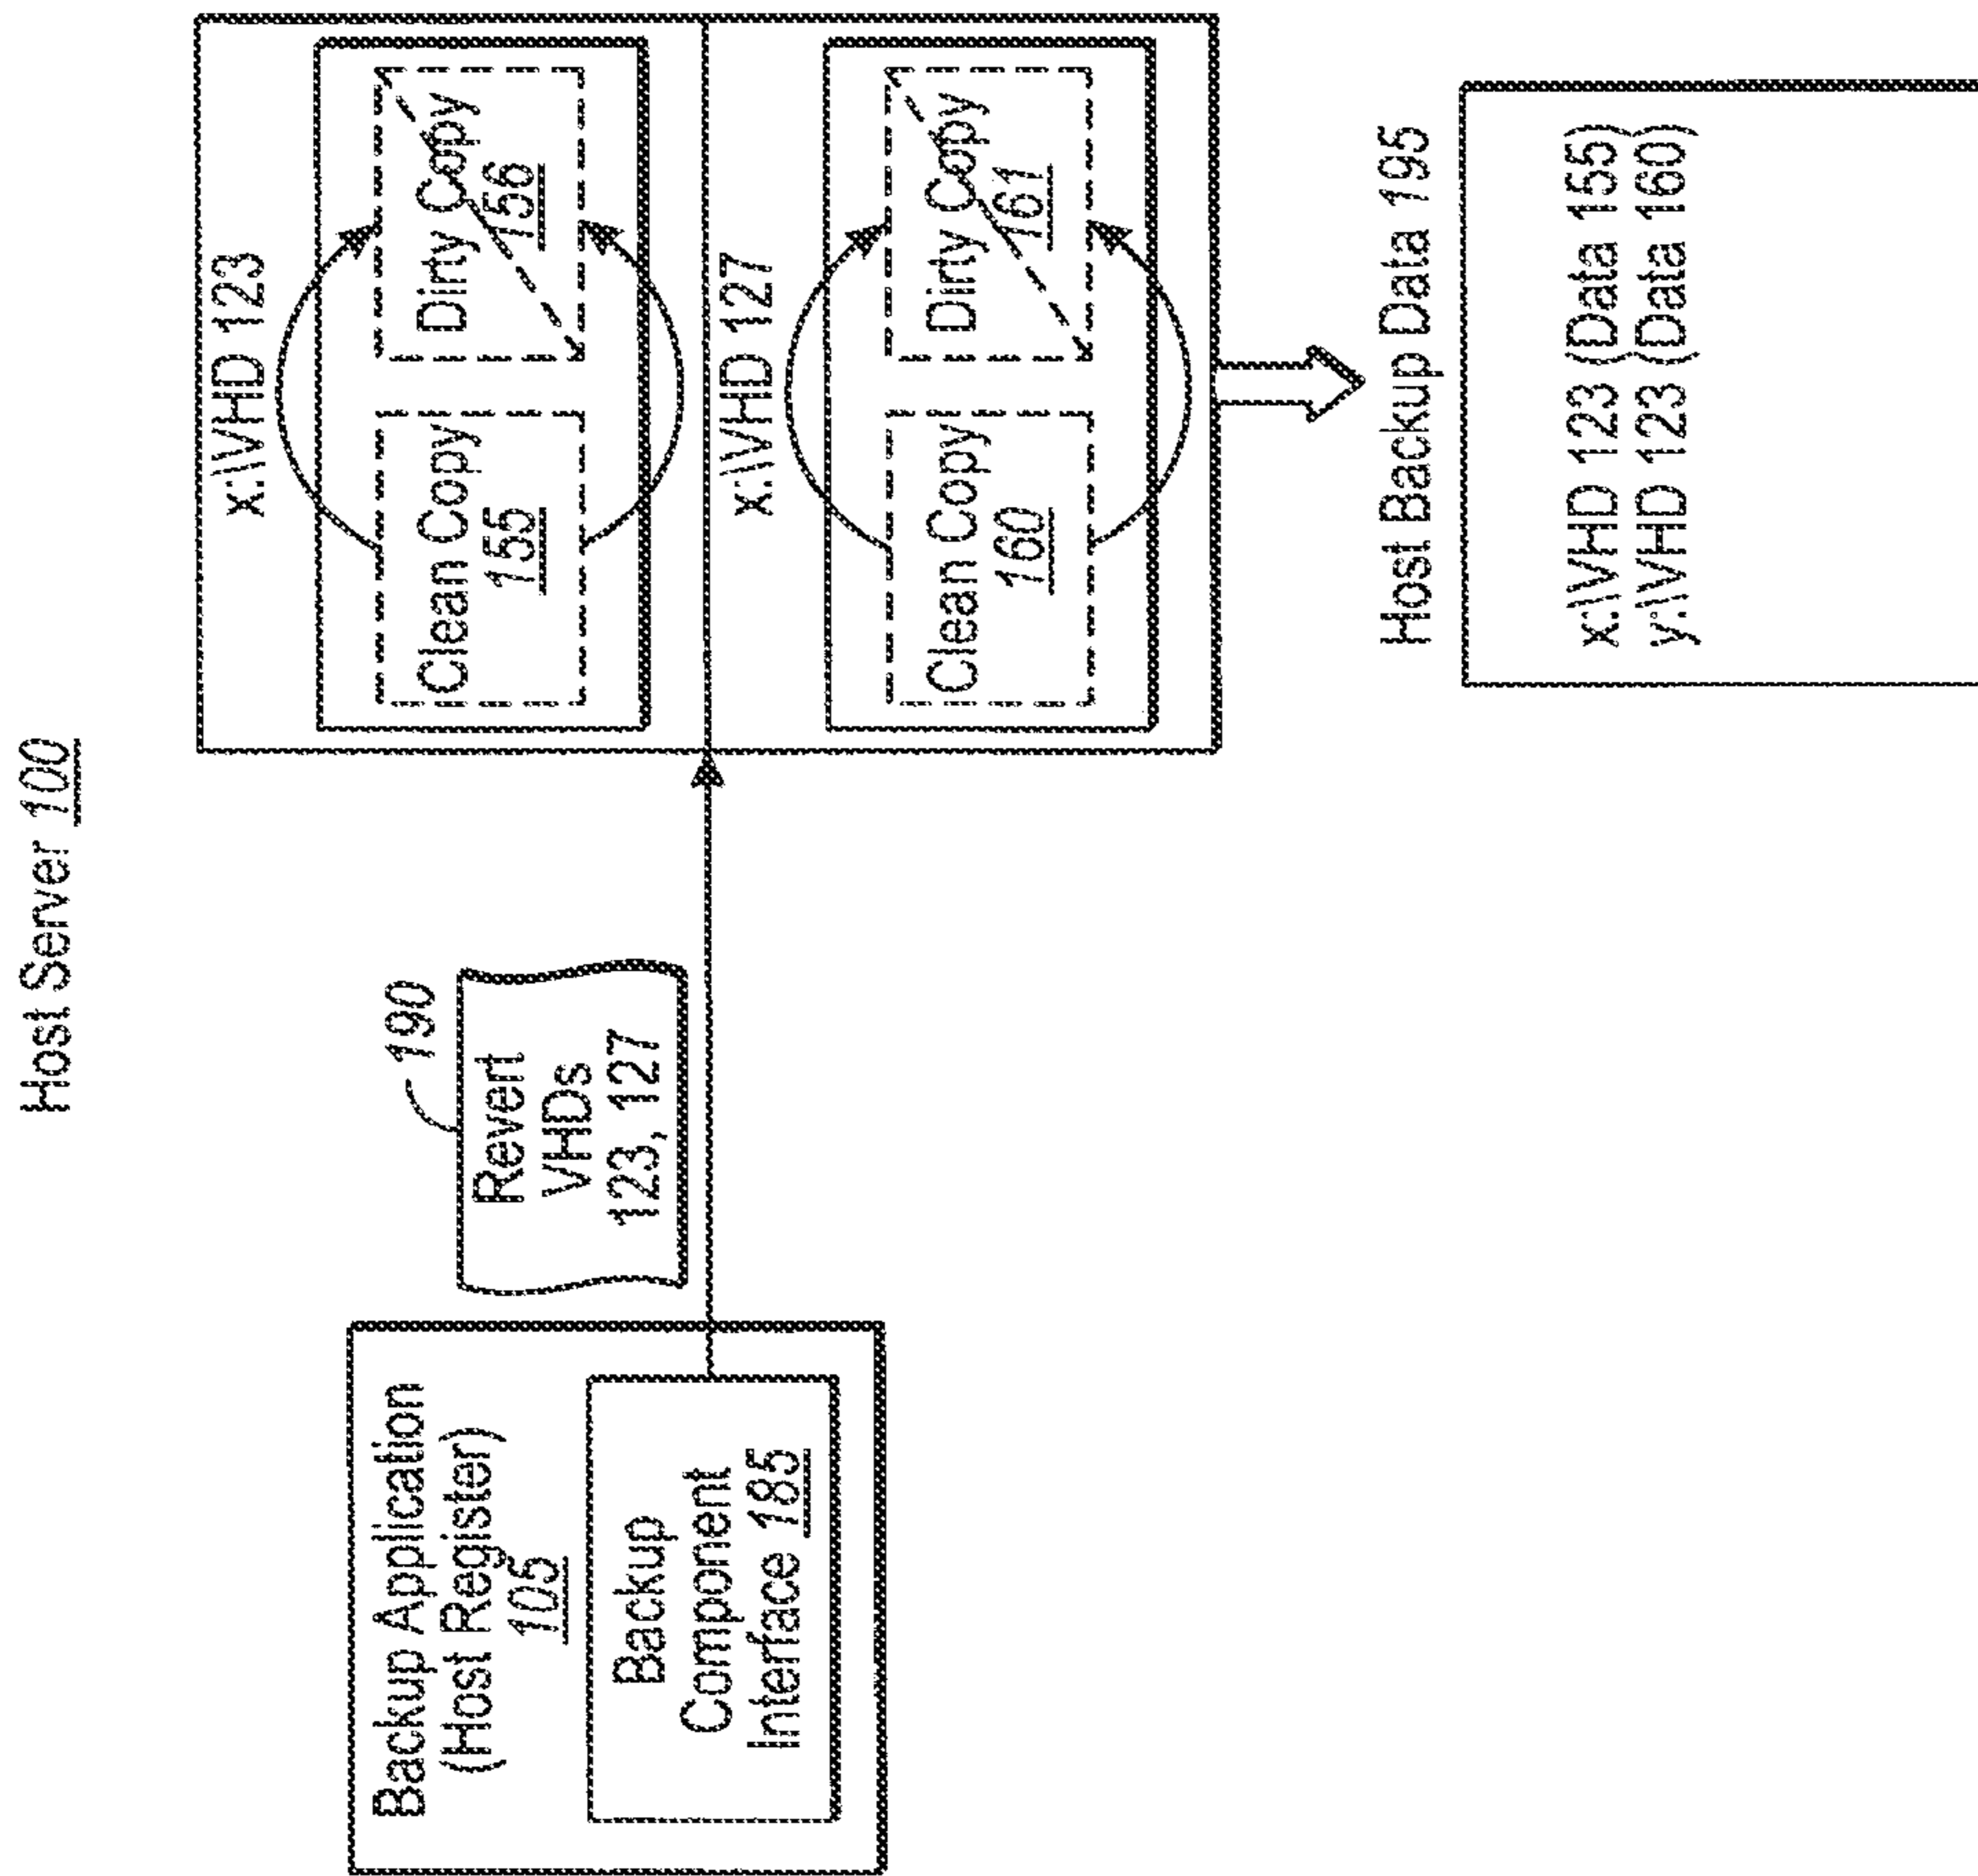 Host Server 100
Backup Application
(Host Register)
105
Backup
Component
Interface 185
190
Revert
VHDs
123, 127
x:\VHD 123
Clean Copy
155
Dirty Copy
156
x:\VHD 127
Clean Copy
160
Dirty Copy
161
Host Backup Data 195
x:\VHD 123 (Data 155)
y:\VHD 123 (Data 160)